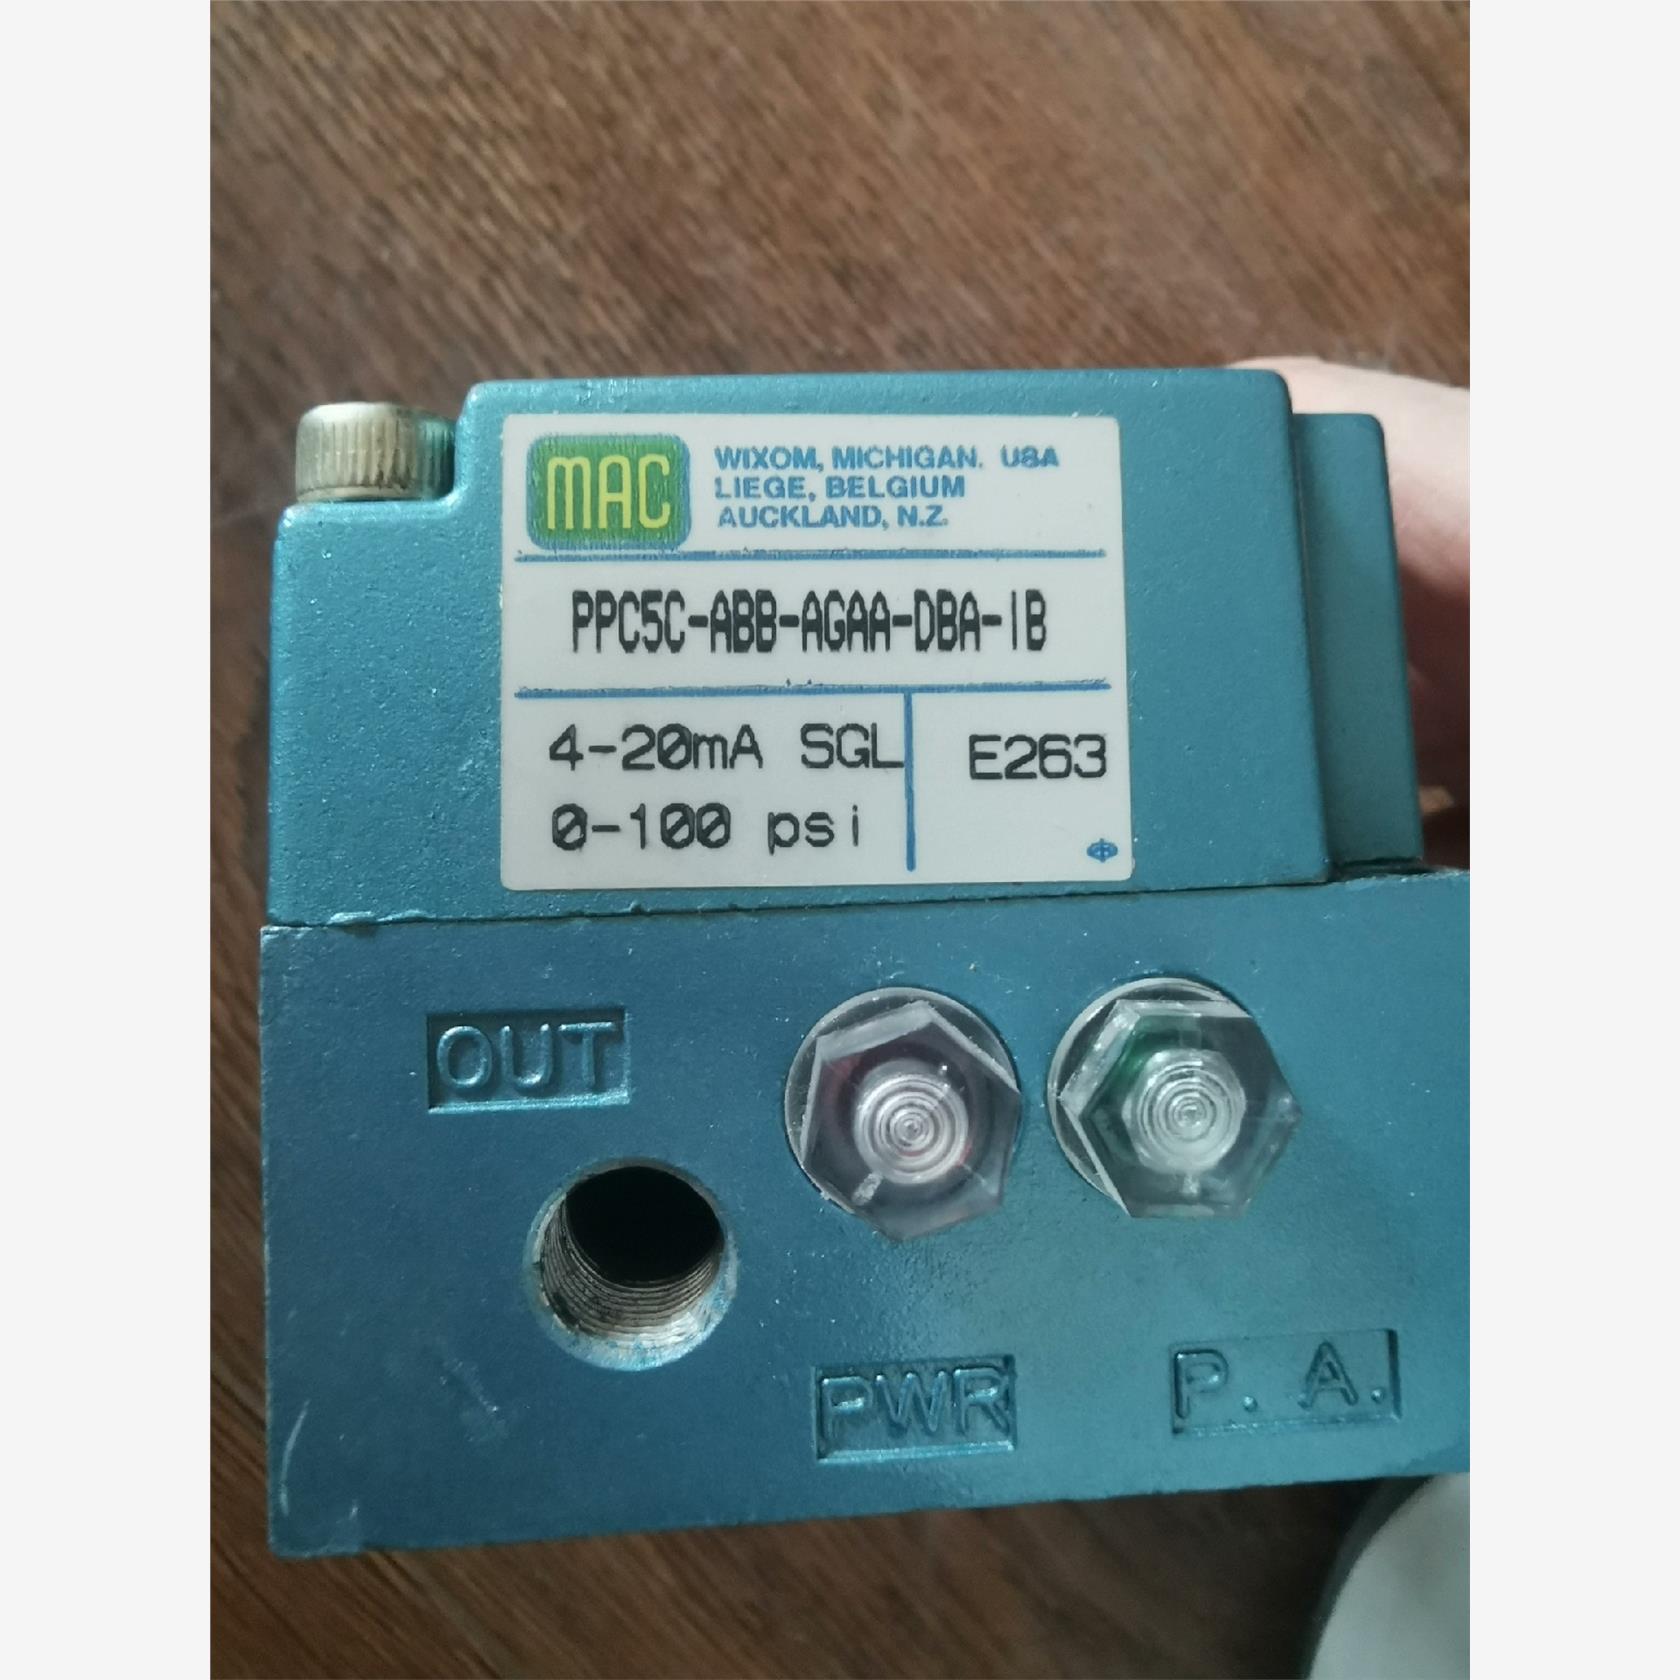 MAC
WIXOM, MICHIGAN. USA
LIEGE, BELGIUM
AUCKLAND, N.Z.
PPC5C-ABB-AGAA-DBA-1B
4-20mA SGL
E263
0-100 psi
OUT
PWR
P. A.